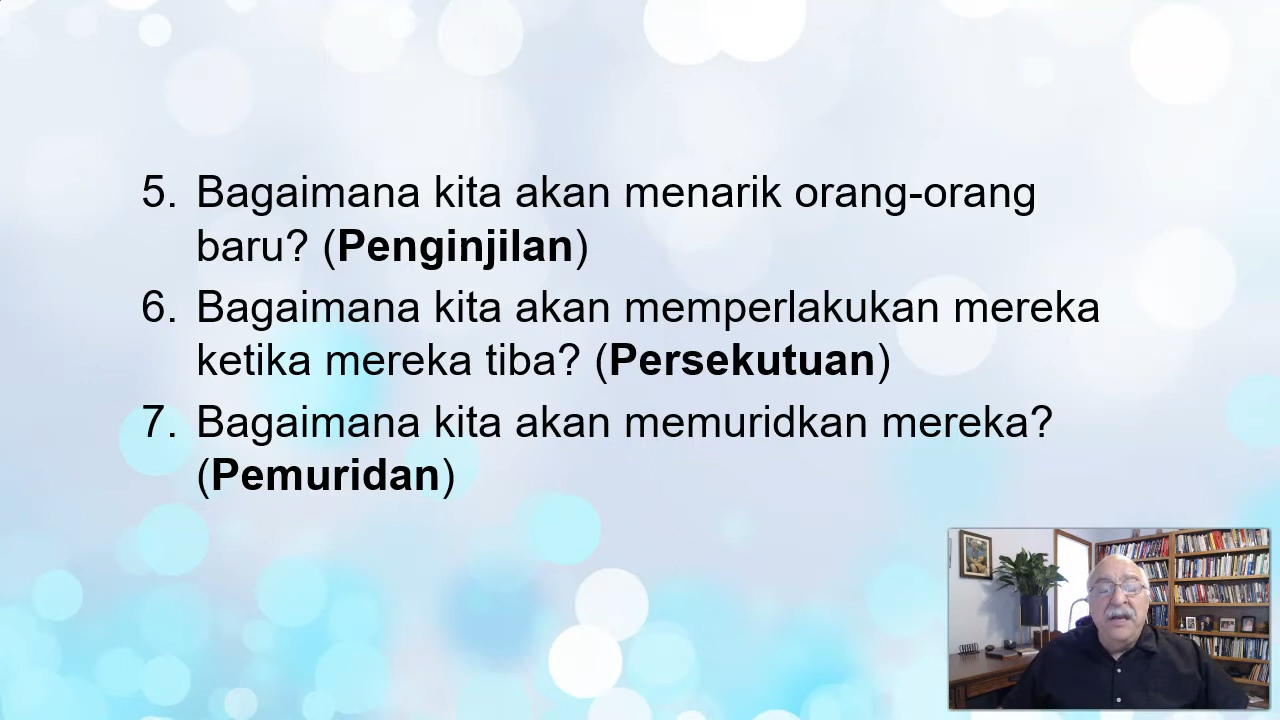 5. Bagaimana kita akan menarik orang-orang
baru? (Penginjilan)
6. Bagaimana kita akan memperlakukan mereka
ketika mereka tiba? (Persekutuan)
7. Bagaimana kita akan memuridkan mereka?
(Pemuridan)